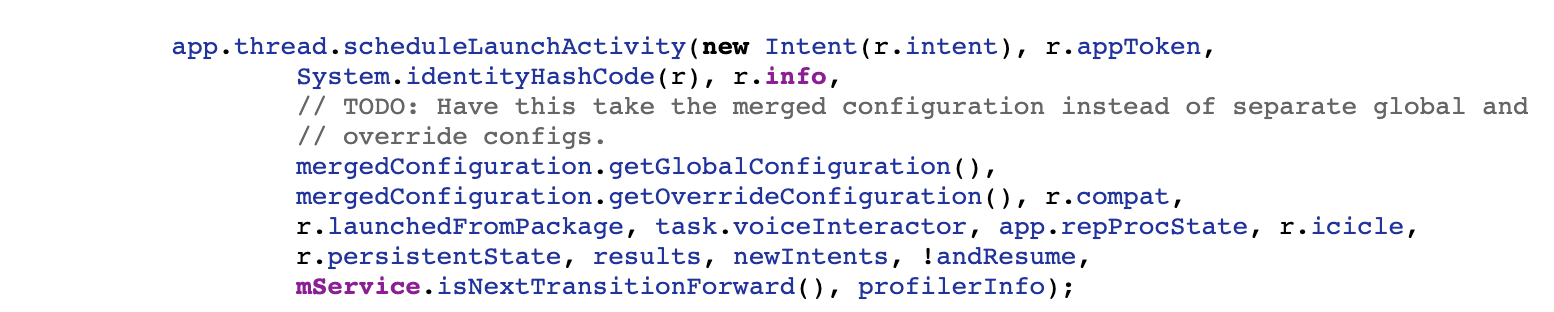 app.thread.scheduleLaunchActivity(new Intent(r.intent), r.appToken,
System.identityHashCode(r), r.info,
// TODO: Have this take the merged configuration instead of separate global and
// override configs.
mergedConfiguration.getGlobalConfiguration(),
mergedConfiguration.getOverrideConfiguration(), r.compat,
r.launchedFromPackage, task.voiceInteractor, app.repProcState, r.icicle,
r.persistentState, results, newIntents, !andResume,
mService.isNextTransitionForward(), profilerInfo);